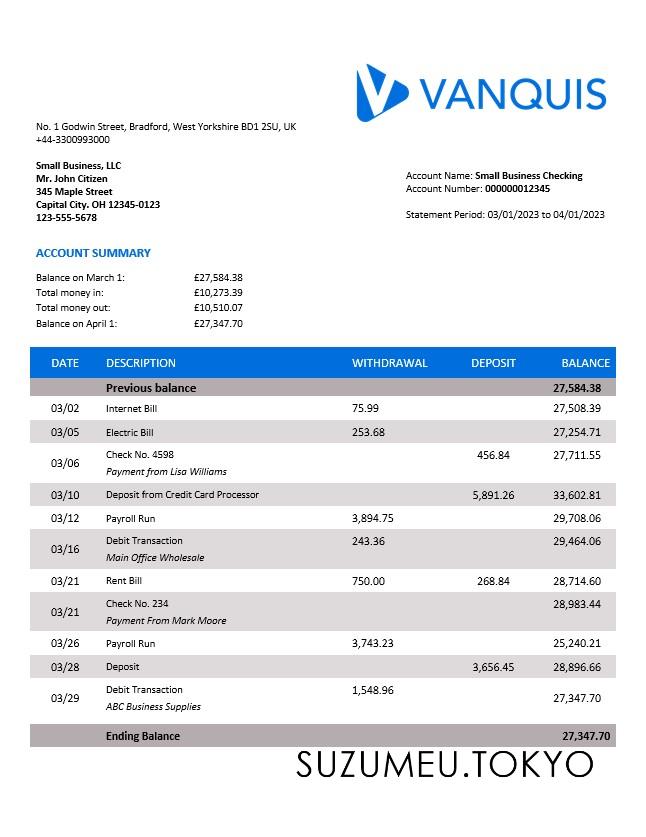 VANQUIS
No. 1 Godwin Street, Bradford, West Yorkshire BD1 2SU, UK
+44-3300993000
Small Business, LLC
Mr. John Citizen
345 Maple Street
Capital City. OH 12345-0123
123-555-5678
Account Name: Small Business Checking
Account Number: 000000012345
Statement Period: 03/01/2023 to 04/01/2023
ACCOUNT SUMMARY
Balance on March 1: £27,584.38
Total money in: £10,273.39
Total money out: £10,510.07
Balance on April 1: £27,347.70
DATE DESCRIPTION WITHDRAWAL DEPOSIT BALANCE
Previous balance 27,584.38
03/02 Internet Bill 75.99 27,508.39
03/05 Electric Bill 253.68 27,254.71
03/06 Check No. 4598 456.84 27,711.55
Payment from Lisa Williams
03/10 Deposit from Credit Card Processor 5,891.26 33,602.81
03/12 Payroll Run 3,894.75 29,708.06
03/16 Debit Transaction 243.36 29,464.06
Main Office Wholesale
03/21 Rent Bill 750.00 268.84 28,714.60
03/21 Check No. 234 28,983.44
Payment From Mark Moore
03/26 Payroll Run 3,743.23 25,240.21
03/28 Deposit 3,656.45 28,896.66
03/29 Debit Transaction 1,548.96 27,347.70
ABC Business Supplies
Ending Balance 27,347.70
SUZUMEU.TOKYO